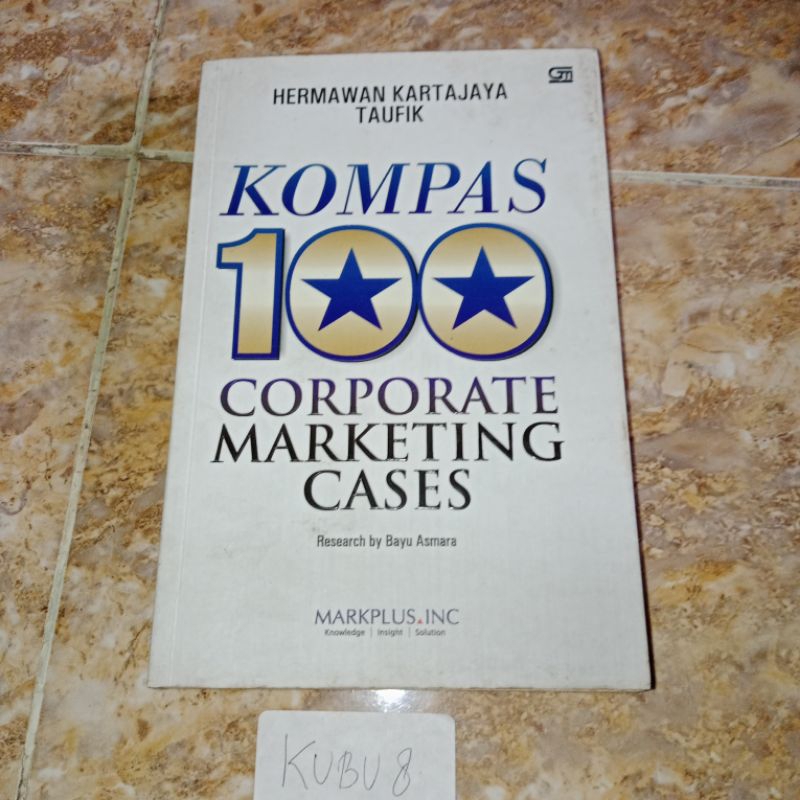 HERMAWAN KARTAJAYA
TAUFIK
KOMPAS
100
CORPORATE
MARKETING
CASES
Research by Bayu Asmara
MARKPLUS.INC
Knowledge | Insight | Solution
KUBU 8